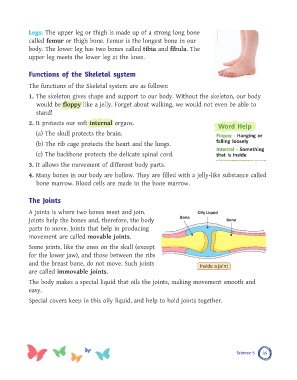 Legs: The upper leg or thigh is made up of a strong long bone
called femur or thigh bone. Femur is the longest bone in our
body. The lower leg has two bones called tibia and fibula. The
upper leg meets the lower leg at the knee.
Functions of the Skeletal system
The functions of the Skeletal system are as follows:
1. The skeleton gives shape and support to our body. Without the skeleton, our body
would be floppy like a jelly. Forget about walking, we would not even be able to
stand!
2. It protects our soft internal organs.
(a) The skull protects the brain.
(b) The rib cage protects the heart and the lungs.
(c) The backbone protects the delicate spinal cord.
Word Help
Floppy - Hanging or
falling loosely
Internal - Something
that is inside
3. It allows the movement of different body parts.
4. Many bones in our body are hollow. They are filled with a jelly-like substance called
bone marrow. Blood cells are made in the bone marrow.
The Joints
A joints is where two bones meet and join.
Joints help the bones and, therefore, the body
parts to move. Joints that help in producing
movement are called movable joints.
Some joints, like the ones on the skull (except
for the lower jaw), and those between the ribs
and the breast bone, do not move. Such joints
are called immovable joints.
Oily Liquid
Bone
Bone
Inside a Joint
The body makes a special liquid that oils the joints, making movement smooth and
easy.
Special covers keep in this oily liquid, and help to hold joints together.
Science-5